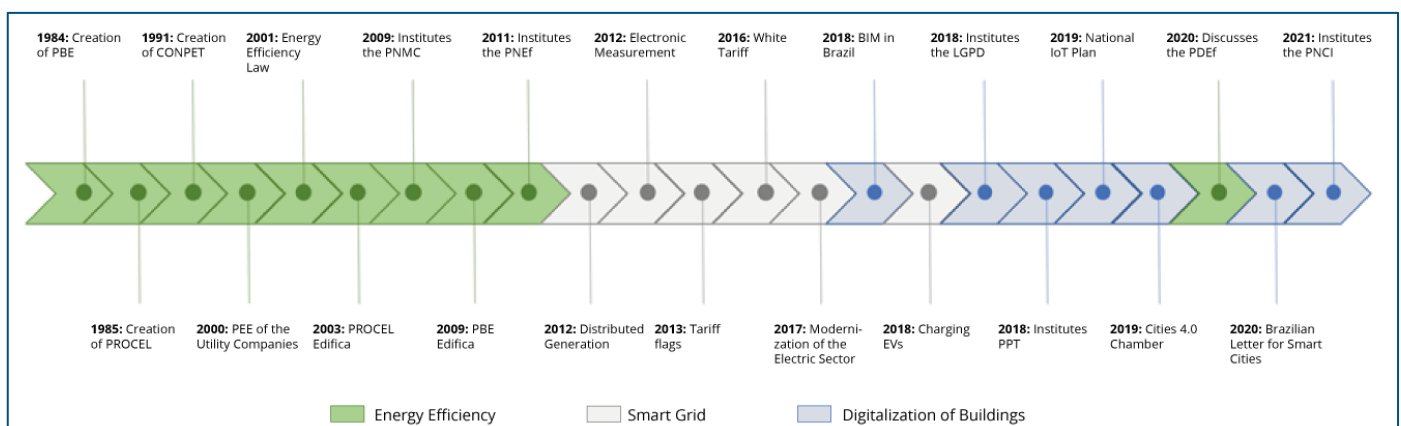 1984: Creation
of PBE
1991: Creation
of CONPET
2001: Energy
Efficiency
Law
2009: Institutes
the PNMC
2011: Institutes
the PNEf
2012: Electronic
Measurement
2016: White
Tariff
2018: BIM in
Brazil
2018: Institutes
the LGPD
2019: National
IoT Plan
2020: Discusses
the PDEf
2021: Institutes
the PNCI
1985: Creation
of PROCEL
2000: PEE of the
Utility Companies
2003: PROCEL
Edifica
2009: PBE
Edifica
2012: Distributed
Generation
2013: Tariff
flags
2017: Moderni-
zation of the
Electric Sector
2018: Charging
EVs
2018: Institutes
PPT
2019: Cities 4.0
Chamber
2020: Brazilian
Letter for Smart
Cities
Energy Efficiency
Smart Grid
Digitalization of Buildings